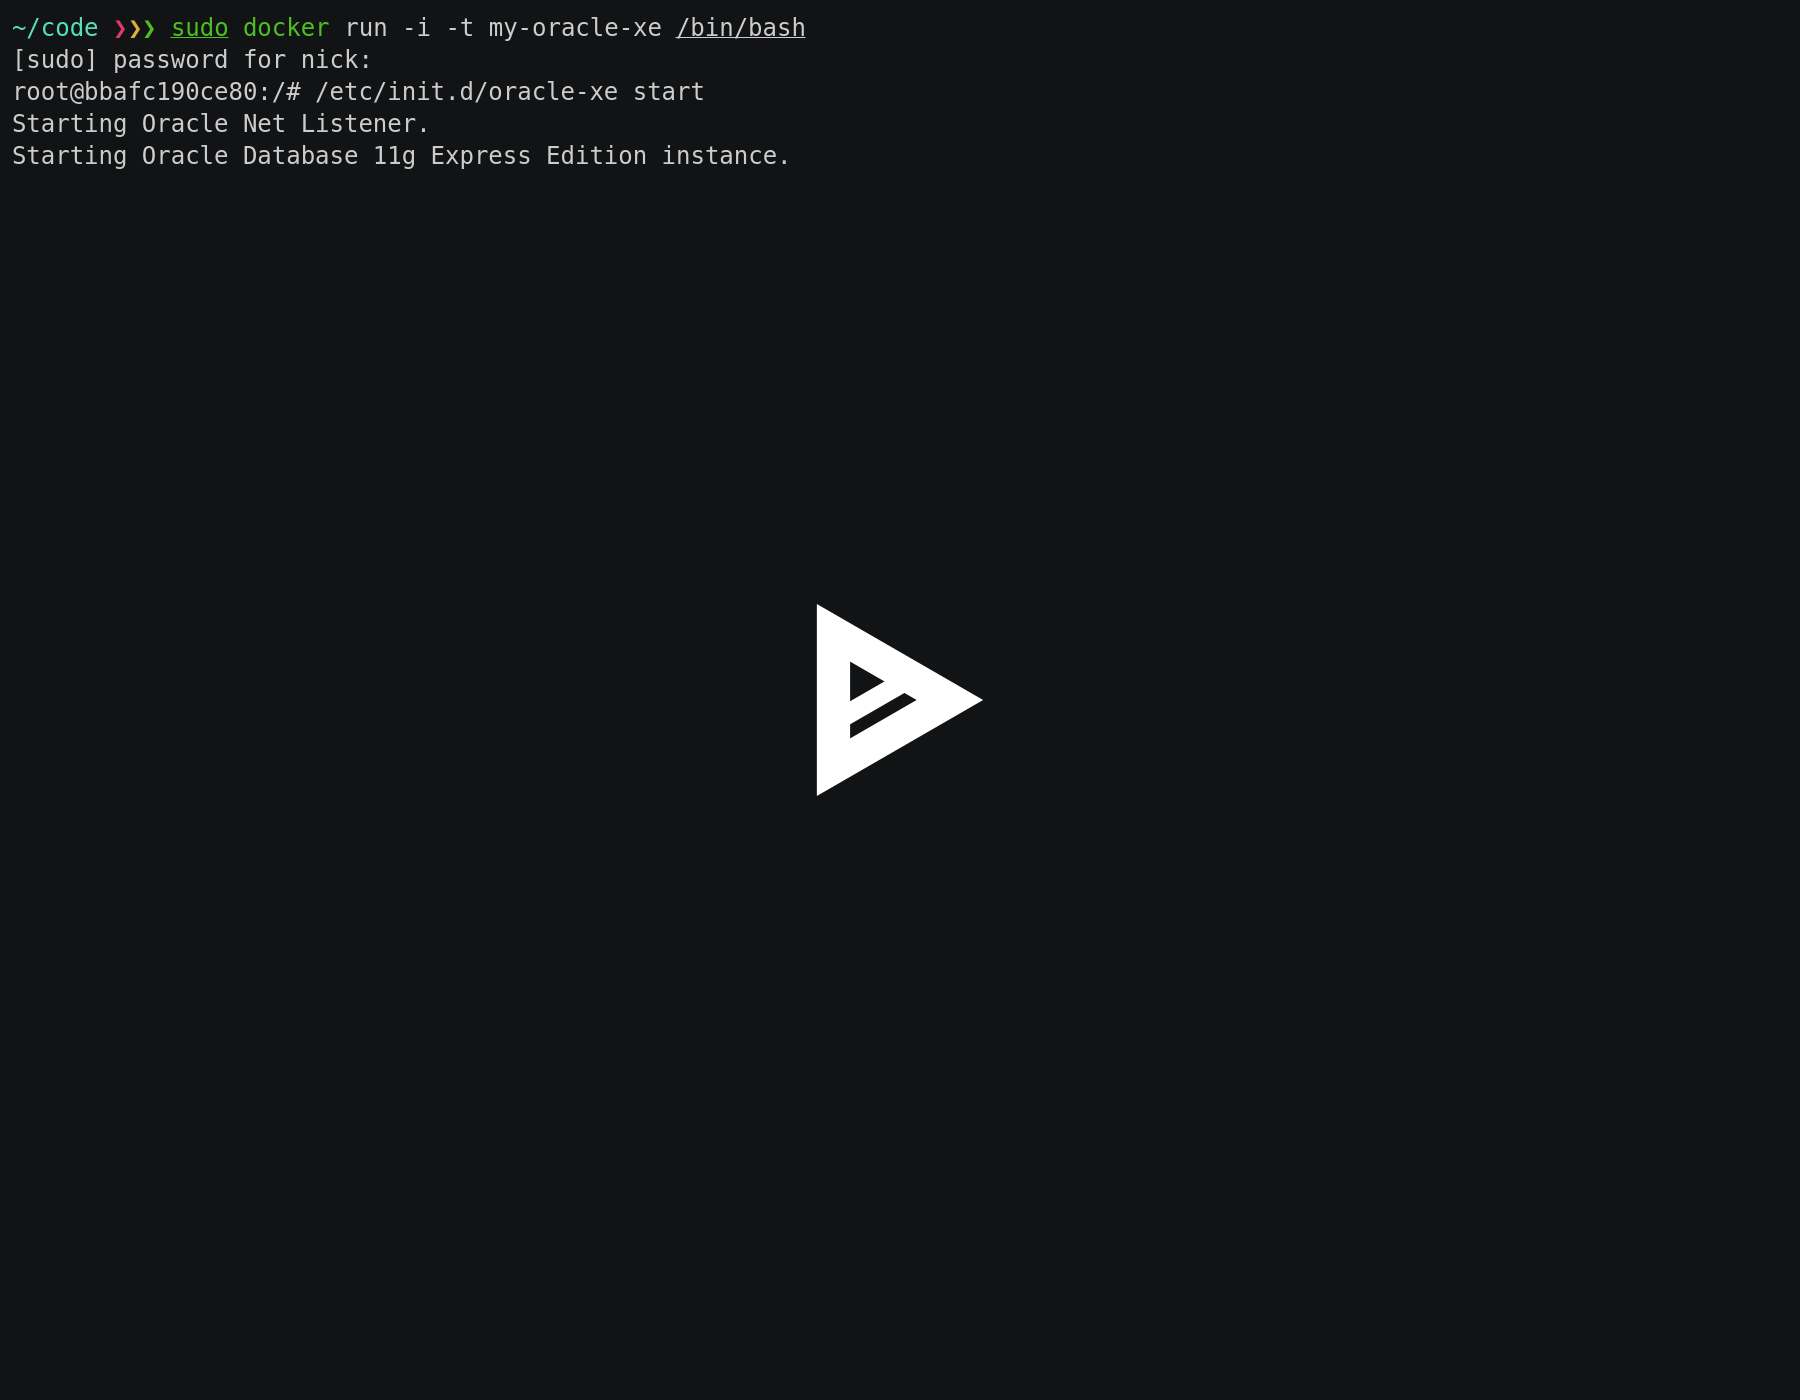 ~/code ❯❯❯ sudo docker run -i -t my-oracle-xe /bin/bash
[sudo] password for nick:
root@bbafc190ce80:/# /etc/init.d/oracle-xe start
Starting Oracle Net Listener.
Starting Oracle Database 11g Express Edition instance.